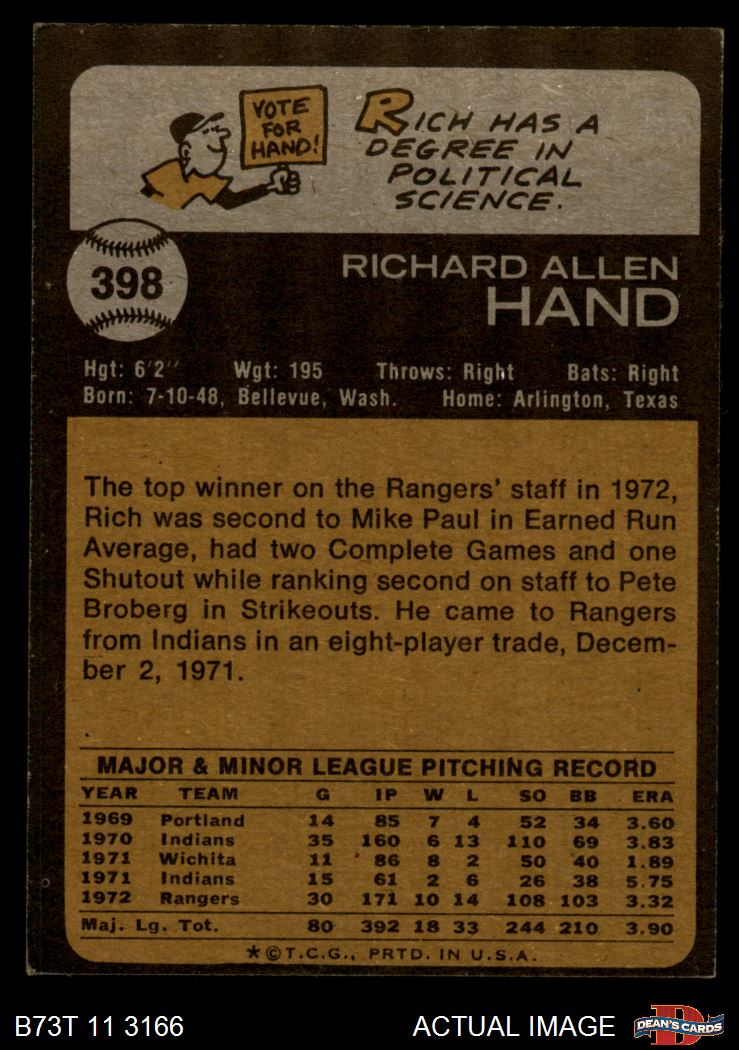 VOTE
FOR
HAND!
RICH HAS A
DEGREE IN
POLITICAL
SCIENCE.
398
RICHARD ALLEN
HAND
Hgt: 6'2'' Wgt: 195 Throws: Right Bats: Right
Born: 7-10-48, Bellevue, Wash. Home: Arlington, Texas
The top winner on the Rangers' staff in 1972,
Rich was second to Mike Paul in Earned Run
Average, had two Complete Games and one
Shutout while ranking second on staff to Pete
Broberg in Strikeouts. He came to Rangers
from Indians in an eight-player trade, Decem-
ber 2, 1971.
MAJOR & MINOR LEAGUE PITCHING RECORD
YEAR TEAM G IP W L SO BB ERA
1969 Portland 14 85 7 4 52 34 3.60
1970 Indians 35 160 6 13 110 69 3.83
1971 Wichita 11 86 8 2 50 40 1.89
1971 Indians 15 61 2 6 26 38 5.75
1972 Rangers 30 171 10 14 108 103 3.32
Maj. Lg. Tot. 80 392 18 33 244 210 3.90
*©T.C.G., PRTD. IN U.S.A.
B73T 11 3166 ACTUAL IMAGE D DEAN'S CARDS